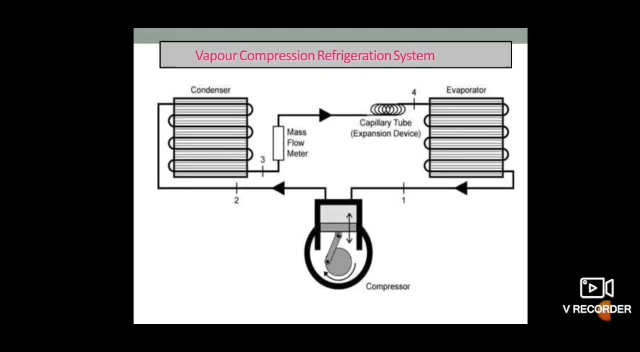 Vapour Compression Refrigeration System
Condenser
4
Evaporator
Capillary Tube
(Expansion Device)
Mass
Flow
Meter
3
2
1
Compressor
V RECORDER